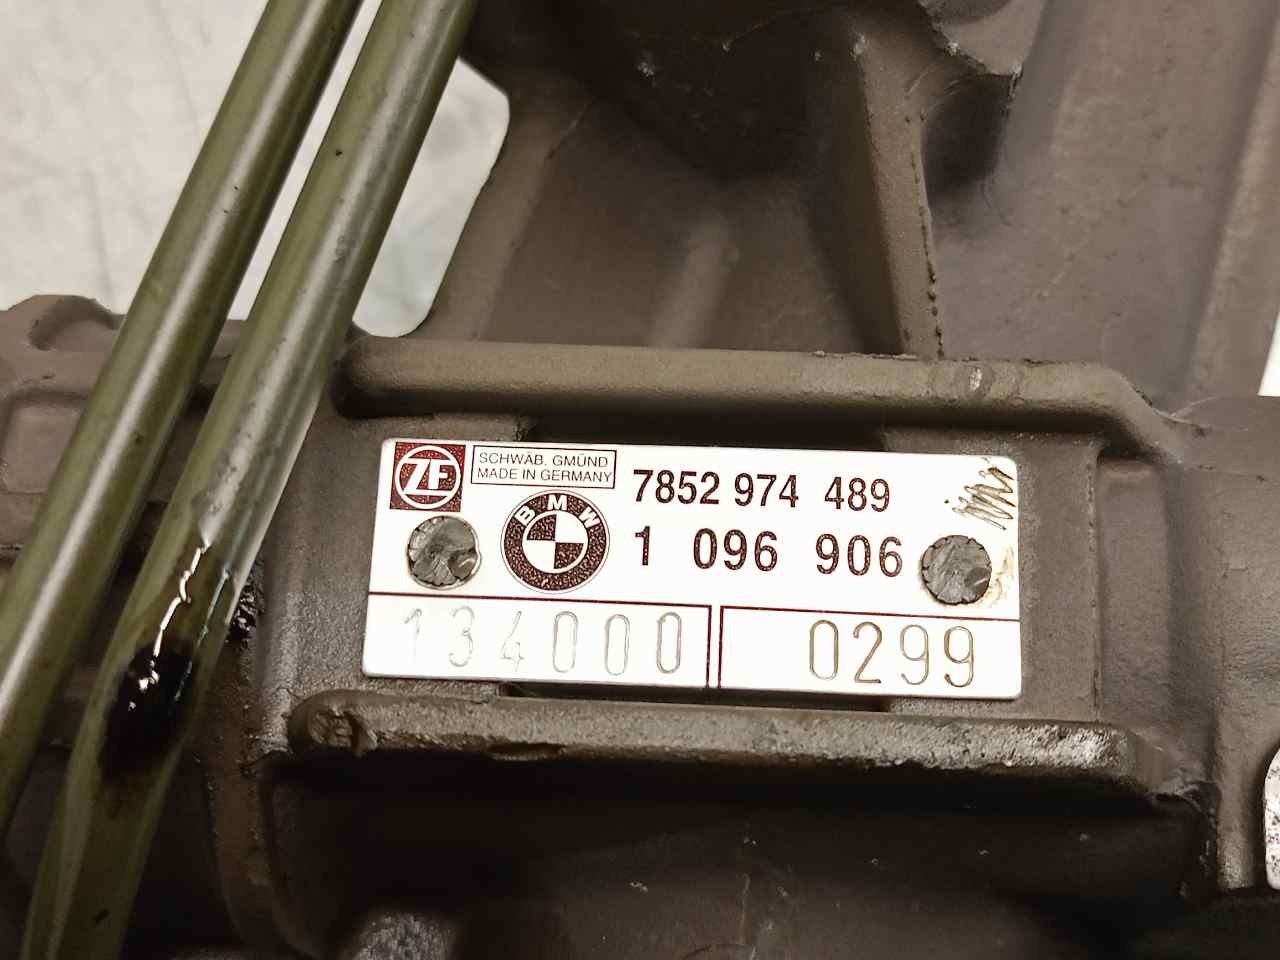 ZF
SCHWÄB. GMÜND
MADE IN GERMANY
BMW
7852 974 489
1 096 906
134000
0299